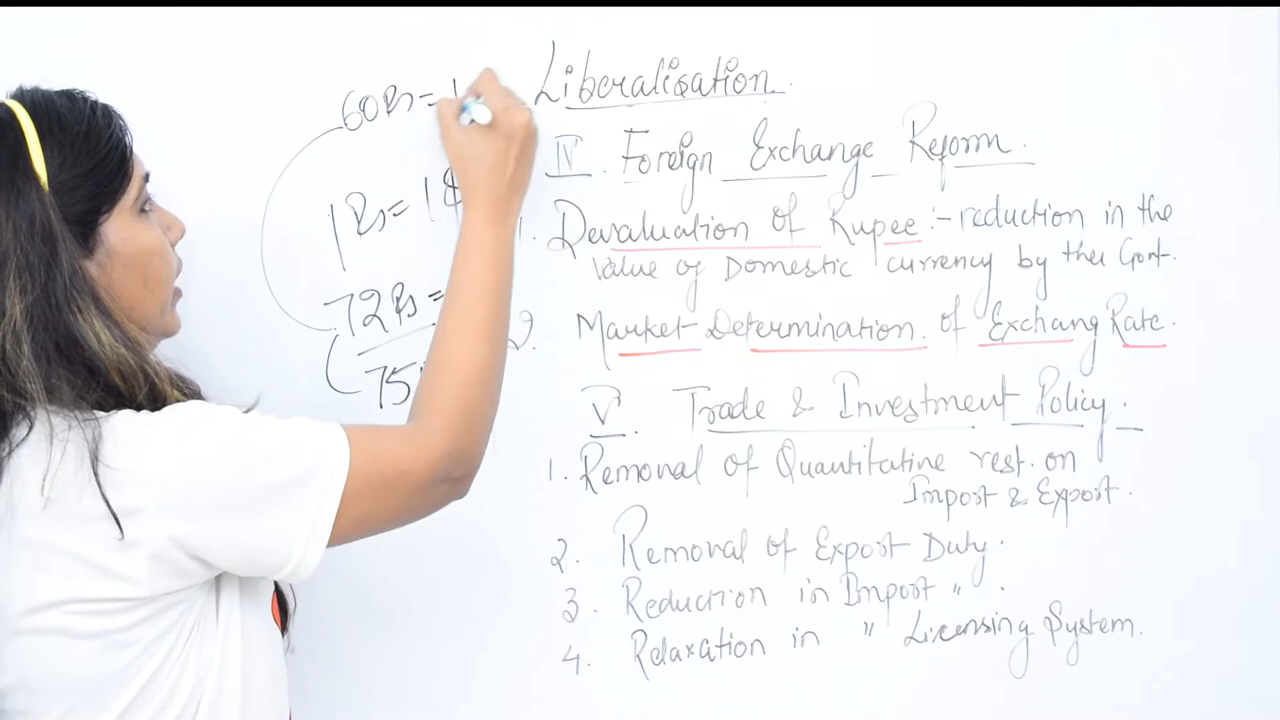 Liberalisation.
IV. Foreign Exchange Reform.
1. Devaluation of Rupee :- reduction in the
Value of Domestic currency by the Govt.
2. Market Determination of Exchang Rate.
V. Trade & Investment Policy.
1. Removal of Quantitative rest. on
Import & Export.
2. Removal of Export Duty.
3. Reduction in Import " .
4. Relaxation in " Licensing System.
60Rs = 1
1Rs = 1$
72Rs =
75